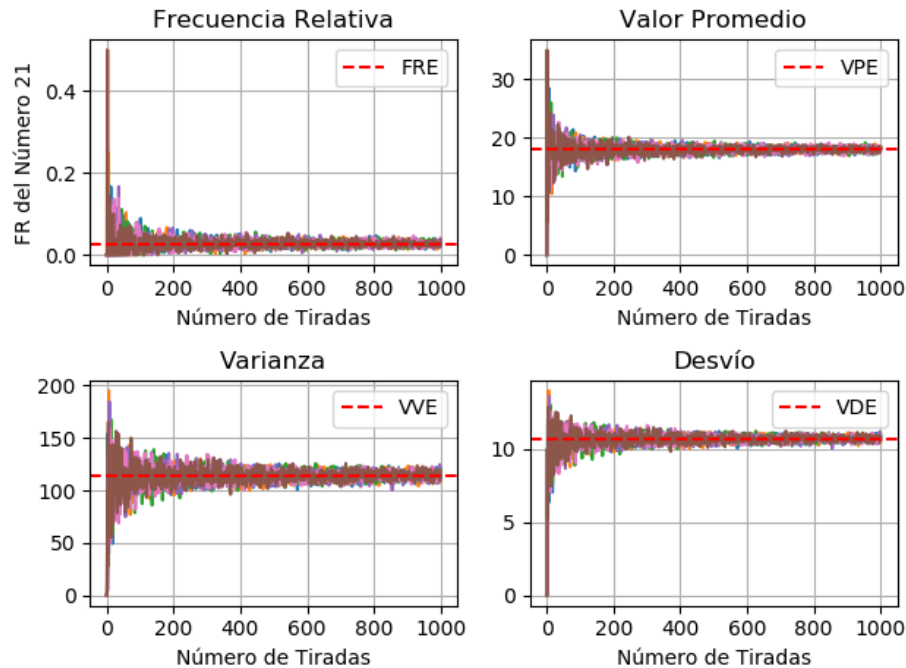 Frecuencia Relativa
FR del Número 21
0.4
0.2
0.0
FRE
0 200 400 600 800 1000
Número de Tiradas
Valor Promedio
30
20
10
0
VPE
0 200 400 600 800 1000
Número de Tiradas
Varianza
200
150
100
50
0
VVE
0 200 400 600 800 1000
Número de Tiradas
Desvío
10
5
0
VDE
0 200 400 600 800 1000
Número de Tiradas